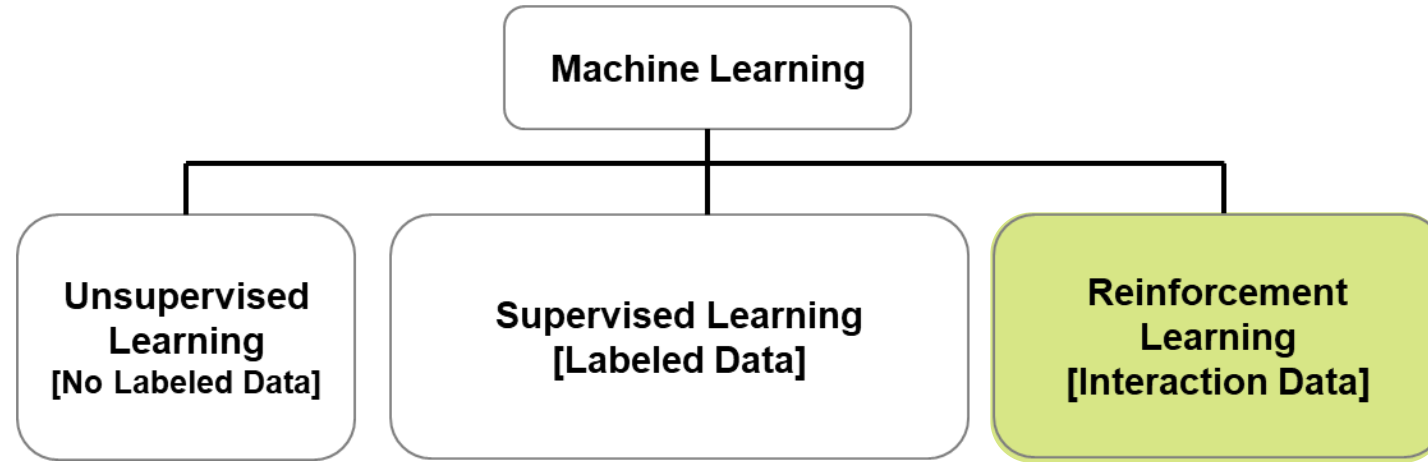 Machine Learning
Unsupervised
Learning
[No Labeled Data]
Supervised Learning
[Labeled Data]
Reinforcement
Learning
[Interaction Data]